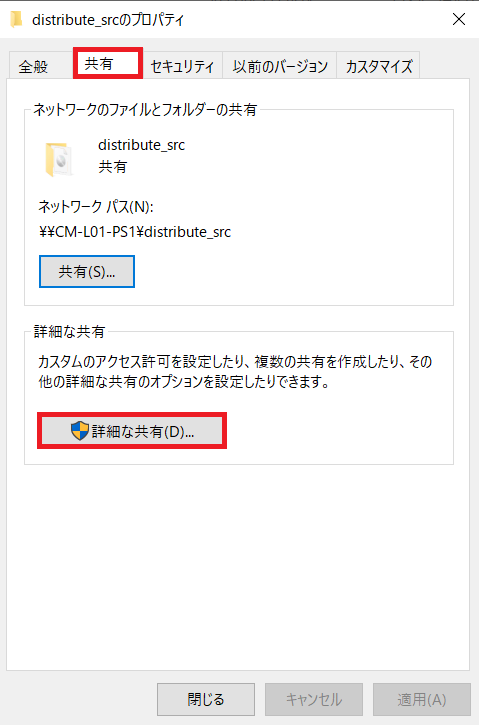 distribute_srcのプロパティ
全般 共有 セキュリティ 以前のバージョン カスタマイズ
ネットワークのファイルとフォルダーの共有
distribute_src
共有
ネットワーク パス(N):
¥¥CM-L01-PS1¥distribute_src
共有(S)...
詳細な共有
カスタムのアクセス許可を設定したり、複数の共有を作成したり、その
他の詳細な共有のオプションを設定したりできます。
詳細な共有(D)...
閉じる キャンセル 適用(A)